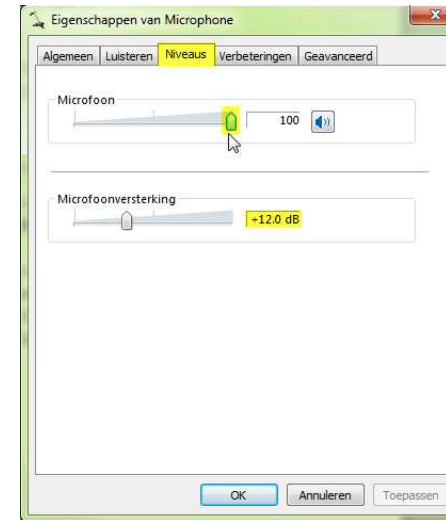 Eigenschappen van Microphone
Algemeen Luisteren Niveaus Verbeteringen Geavanceerd
Microfoon
100
Microfoonversterking
+12.0 dB
OK Annuleren Toepassen